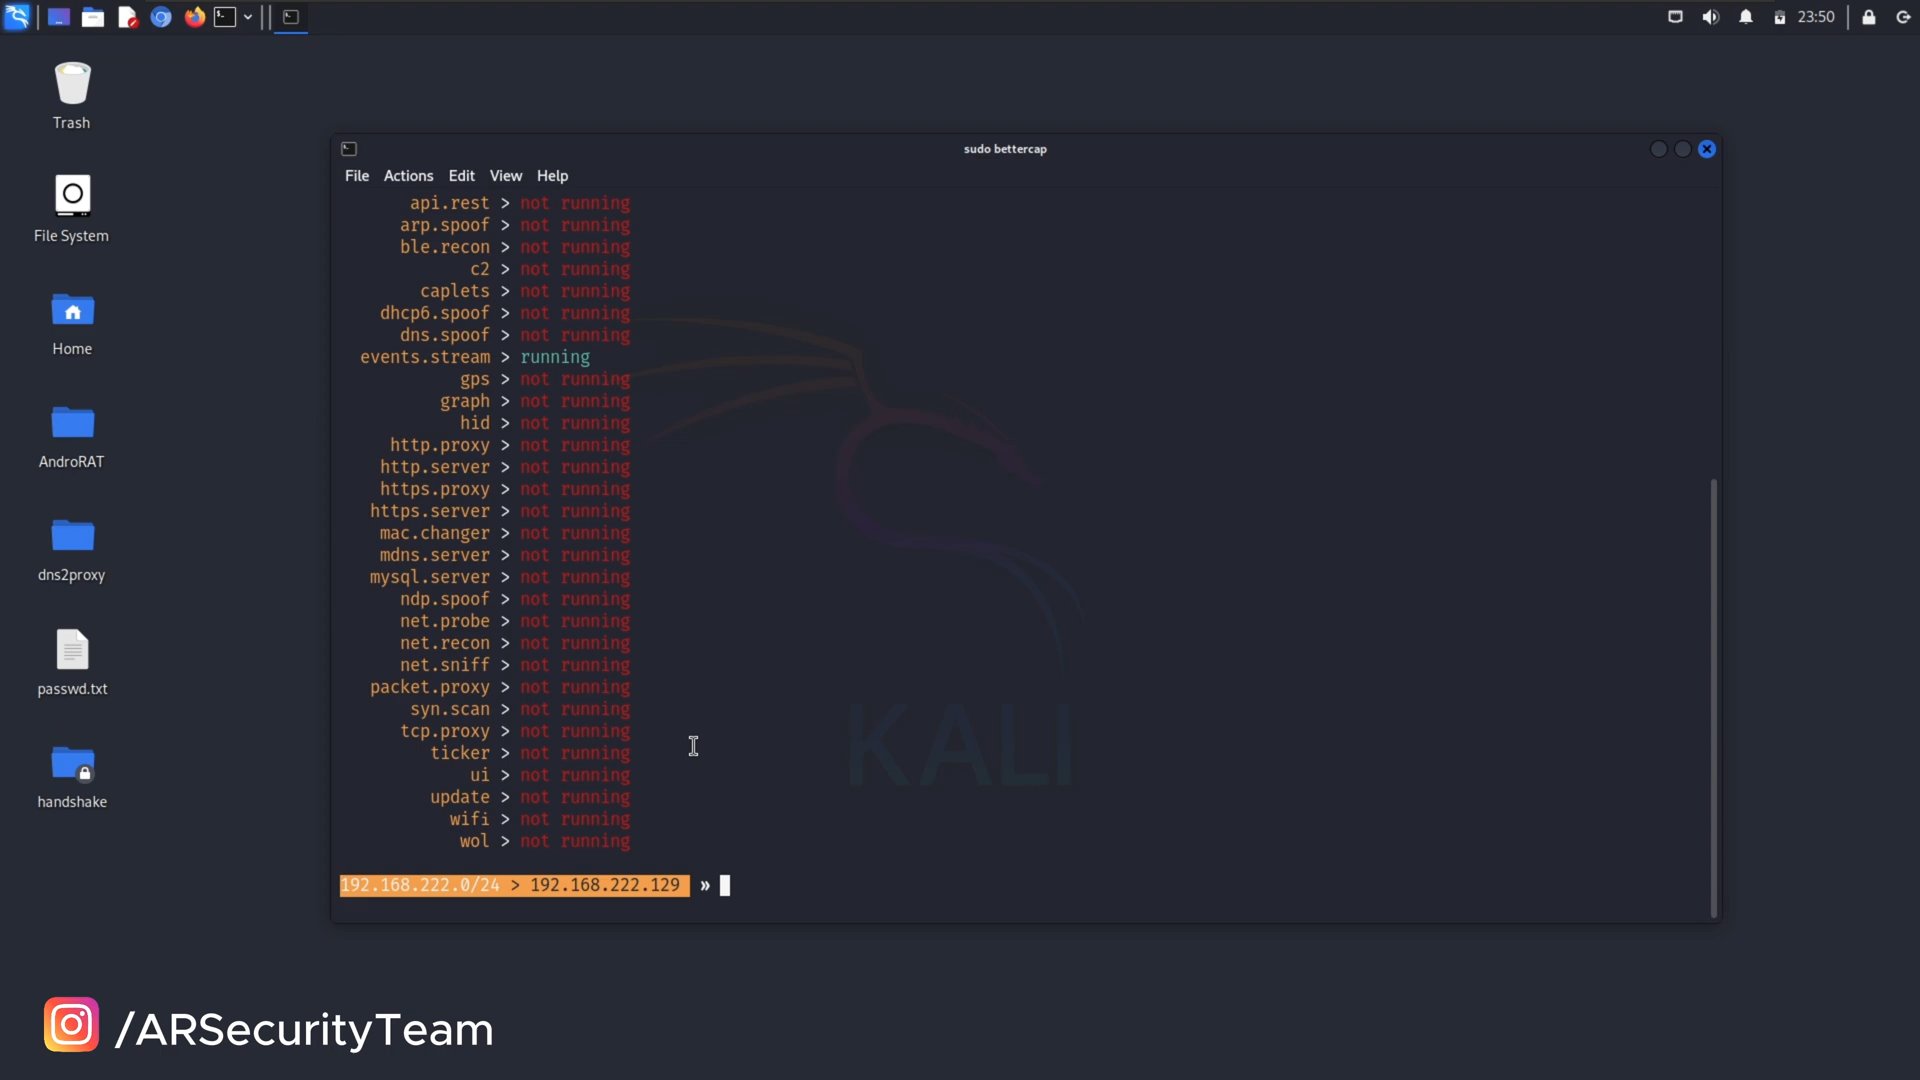 23:50
Trash
File System
Home
AndroRAT
dns2proxy
passwd.txt
handshake
sudo bettercap
File Actions Edit View Help
api.rest > not running
arp.spoof > not running
ble.recon > not running
c2 > not running
caplets > not running
dhcp6.spoof > not running
dns.spoof > not running
events.stream > running
gps > not running
graph > not running
hid > not running
http.proxy > not running
http.server > not running
https.proxy > not running
https.server > not running
mac.changer > not running
mdns.server > not running
mysql.server > not running
ndp.spoof > not running
net.probe > not running
net.recon > not running
net.sniff > not running
packet.proxy > not running
syn.scan > not running
tcp.proxy > not running
ticker > not running
ui > not running
update > not running
wifi > not running
wol > not running
192.168.222.0/24 > 192.168.222.129 »
KALI
/ARSecurityTeam